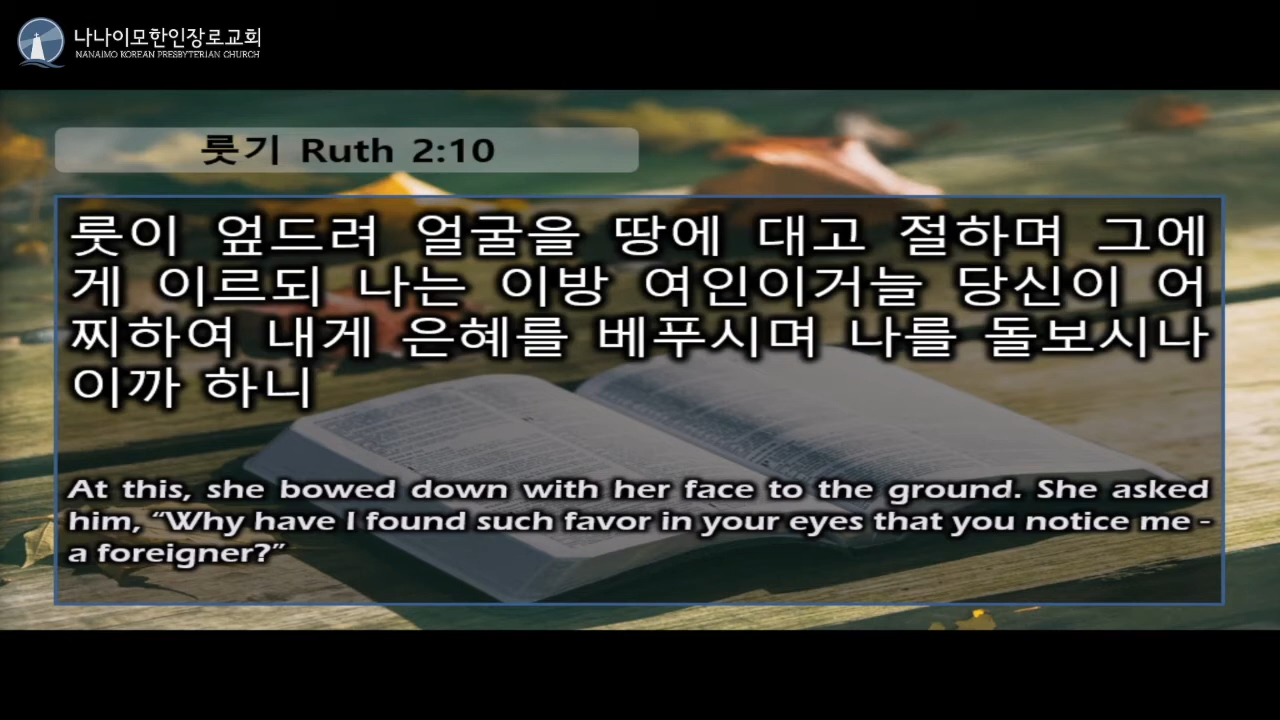 나나이모한인장로교회
NANAIMO KOREAN PRESBYTERIAN CHURCH
룻기 Ruth 2:10
룻이 엎드려 얼굴을 땅에 대고 절하며 그에
게 이르되 나는 이방 여인이거늘 당신이 어
찌하여 내게 은혜를 베푸시며 나를 돌보시나
이까 하니
At this, she bowed down with her face to the ground. She asked
him, “Why have I found such favor in your eyes that you notice me -
a foreigner?”